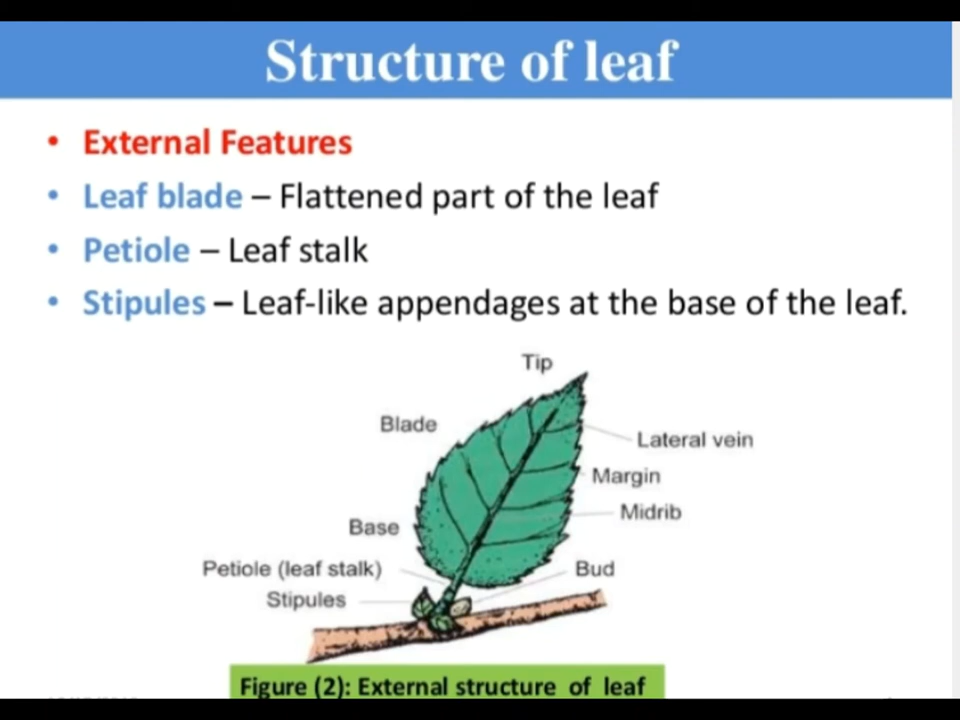 Structure of leaf
• External Features
• Leaf blade – Flattened part of the leaf
• Petiole – Leaf stalk
• Stipules – Leaf-like appendages at the base of the leaf.
Tip
Blade
Lateral vein
Margin
Midrib
Base
Petiole (leaf stalk)
Bud
Stipules
Figure (2): External structure of leaf